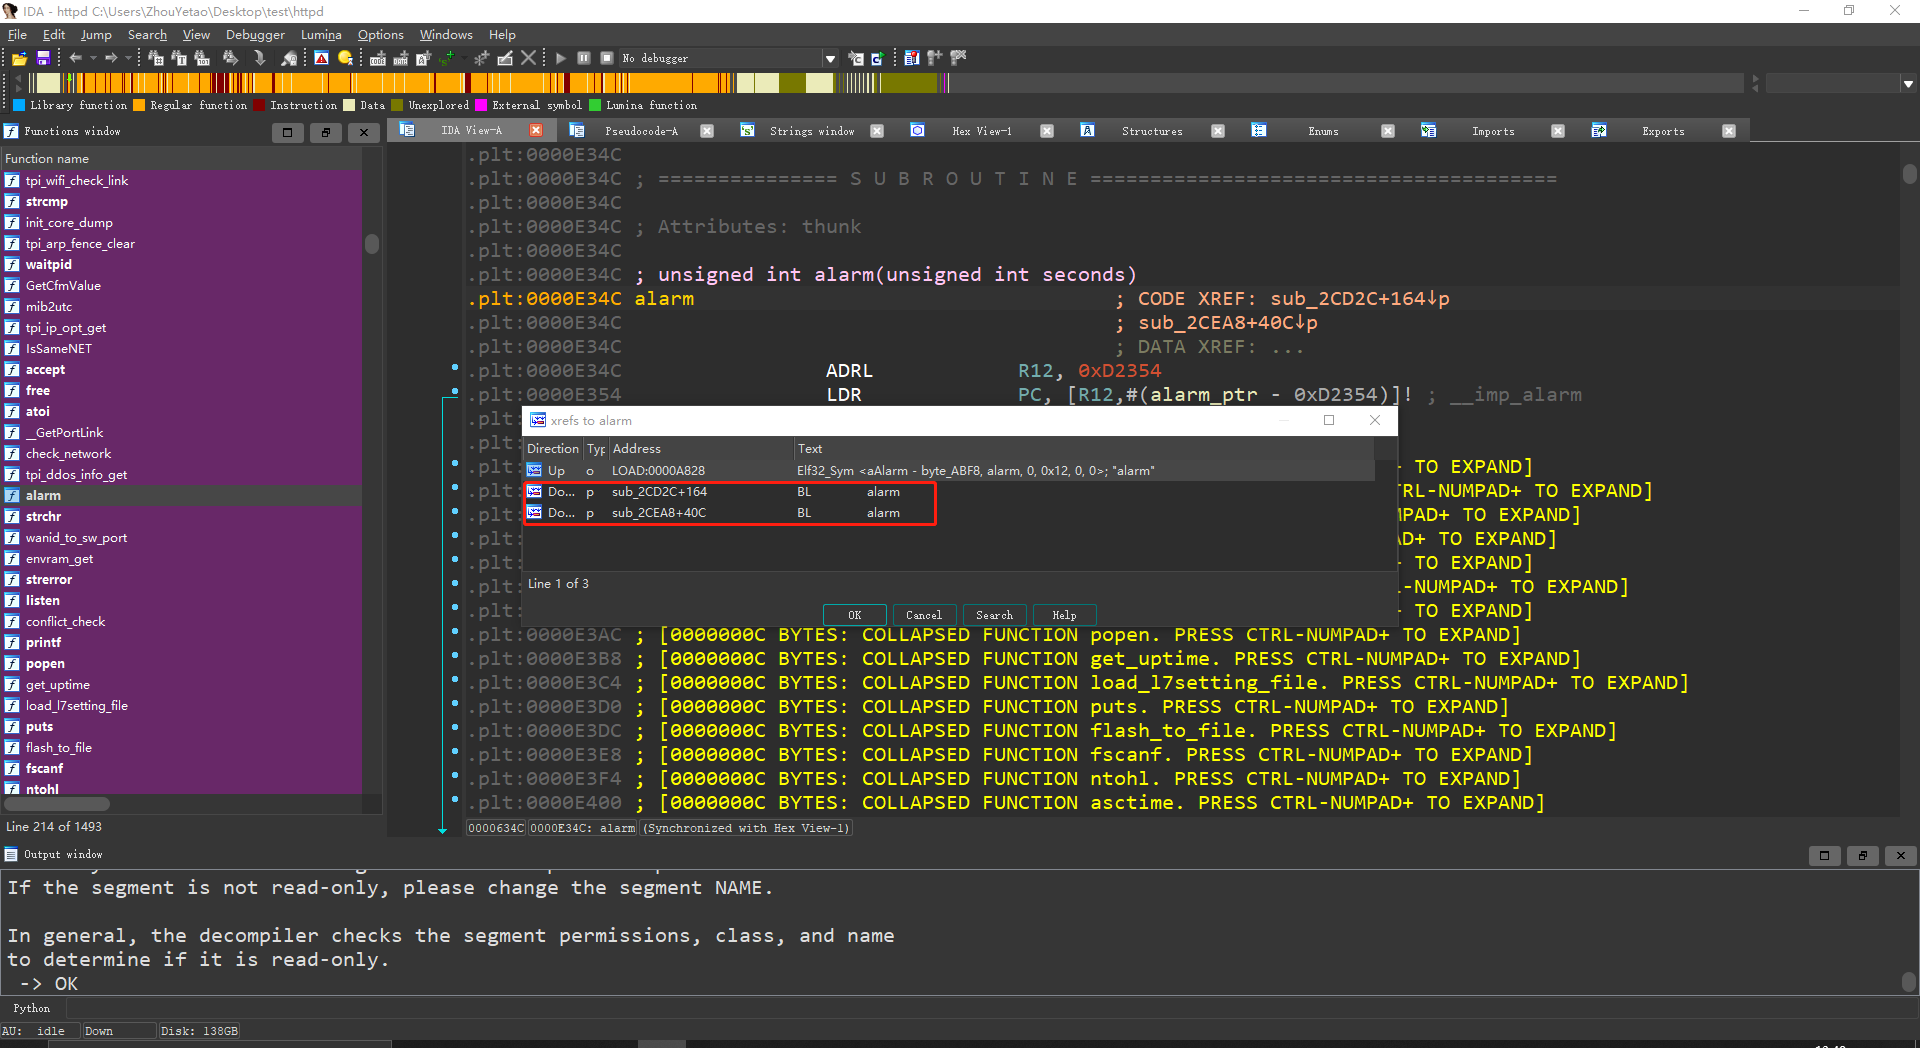 IDA - httpd C:\Users\ZhouYetao\Desktop\test\httpd
File Edit Jump Search View Debugger Lumina Options Windows Help
No debugger
Library function Regular function Instruction Data Unexplored External symbol Lumina function
Functions window
IDA View-A Pseudocode-A Strings window Hex View-1 Structures Enums Imports Exports
Function name
tpi_wifi_check_link
strcmp
init_core_dump
tpi_arp_fence_clear
waitpid
GetCfmValue
mib2utc
tpi_ip_opt_get
IsSameNET
accept
free
atoi
__GetPortLink
check_network
tpi_ddos_info_get
alarm
strchr
wanid_to_sw_port
envram_get
strerror
listen
conflict_check
printf
popen
get_uptime
load_l7setting_file
puts
flash_to_file
fscanf
ntohl
Line 214 of 1493
.plt:0000E34C
.plt:0000E34C ; =============== S U B R O U T I N E =======================================
.plt:0000E34C
.plt:0000E34C ; Attributes: thunk
.plt:0000E34C
.plt:0000E34C ; unsigned int alarm(unsigned int seconds)
.plt:0000E34C alarm ; CODE XREF: sub_2CD2C+164↓p
.plt:0000E34C ; sub_2CEA8+40C↓p
.plt:0000E34C ; DATA XREF: ...
.plt:0000E34C ADRL R12, 0xD2354
.plt:0000E354 LDR PC, [R12,#(alarm_ptr - 0xD2354)]! ; __imp_alarm
xrefs to alarm
Direction Typ Address Text
Up o LOAD:0000A828 Elf32_Sym <aAlarm - byte_ABF8, alarm, 0, 0x12, 0, 0>; "alarm"
Do... p sub_2CD2C+164 BL alarm
Do... p sub_2CEA8+40C BL alarm
Line 1 of 3
OK Cancel Search Help
.plt:
.plt:
.plt: TO EXPAND]
.plt: TRL-NUMPAD+ TO EXPAND]
.plt: MPAD+ TO EXPAND]
.plt: AD+ TO EXPAND]
.plt: TO EXPAND]
.plt: -NUMPAD+ TO EXPAND]
.plt: TO EXPAND]
.plt:0000E3AC ; [0000000C BYTES: COLLAPSED FUNCTION popen. PRESS CTRL-NUMPAD+ TO EXPAND]
.plt:0000E3B8 ; [0000000C BYTES: COLLAPSED FUNCTION get_uptime. PRESS CTRL-NUMPAD+ TO EXPAND]
.plt:0000E3C4 ; [0000000C BYTES: COLLAPSED FUNCTION load_l7setting_file. PRESS CTRL-NUMPAD+ TO EXPAND]
.plt:0000E3D0 ; [0000000C BYTES: COLLAPSED FUNCTION puts. PRESS CTRL-NUMPAD+ TO EXPAND]
.plt:0000E3DC ; [0000000C BYTES: COLLAPSED FUNCTION flash_to_file. PRESS CTRL-NUMPAD+ TO EXPAND]
.plt:0000E3E8 ; [0000000C BYTES: COLLAPSED FUNCTION fscanf. PRESS CTRL-NUMPAD+ TO EXPAND]
.plt:0000E3F4 ; [0000000C BYTES: COLLAPSED FUNCTION ntohl. PRESS CTRL-NUMPAD+ TO EXPAND]
.plt:0000E400 ; [0000000C BYTES: COLLAPSED FUNCTION asctime. PRESS CTRL-NUMPAD+ TO EXPAND]
0000634C 0000E34C: alarm (Synchronized with Hex View-1)
Output window
If the segment is not read-only, please change the segment NAME.
In general, the decompiler checks the segment permissions, class, and name
to determine if it is read-only.
-> OK
Python
AU: idle Down Disk: 138GB